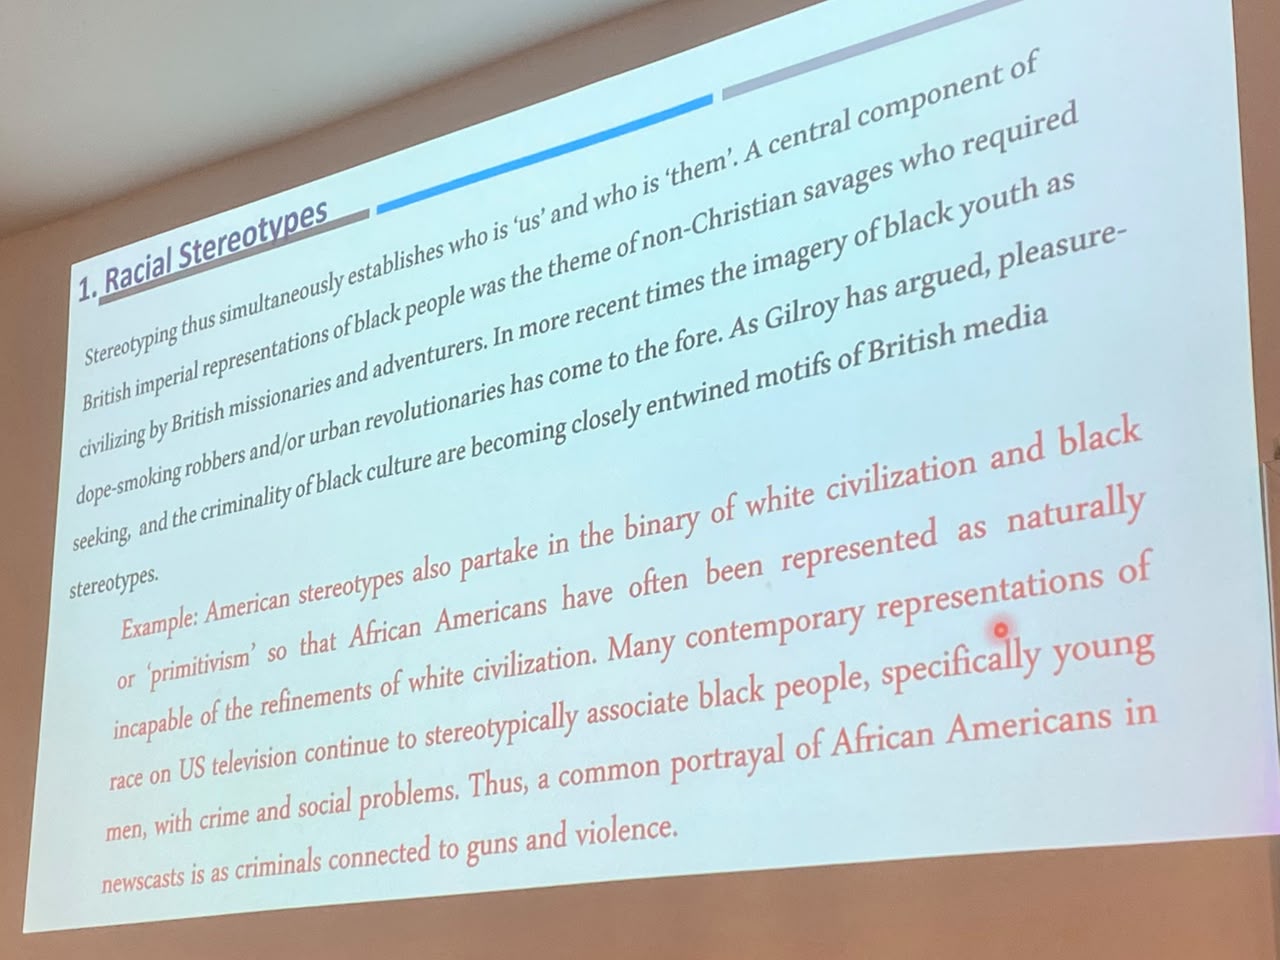 1. Racial Stereotypes
Stereotyping thus simultaneously establishes who is ‘us’ and who is ‘them’. A central component of
British imperial representations of black people was the theme of non-Christian savages who required
civilizing by British missionaries and adventurers. In more recent times the imagery of black youth as
dope-smoking robbers and/or urban revolutionaries has come to the fore. As Gilroy has argued, pleasure-
seeking, and the criminality of black culture are becoming closely entwined motifs of British media
stereotypes.
Example: American stereotypes also partake in the binary of white civilization and black
or ‘primitivism’ so that African Americans have often been represented as naturally
incapable of the refinements of white civilization. Many contemporary representations of
race on US television continue to stereotypically associate black people, specifically young
men, with crime and social problems. Thus, a common portrayal of African Americans in
newscasts is as criminals connected to guns and violence.